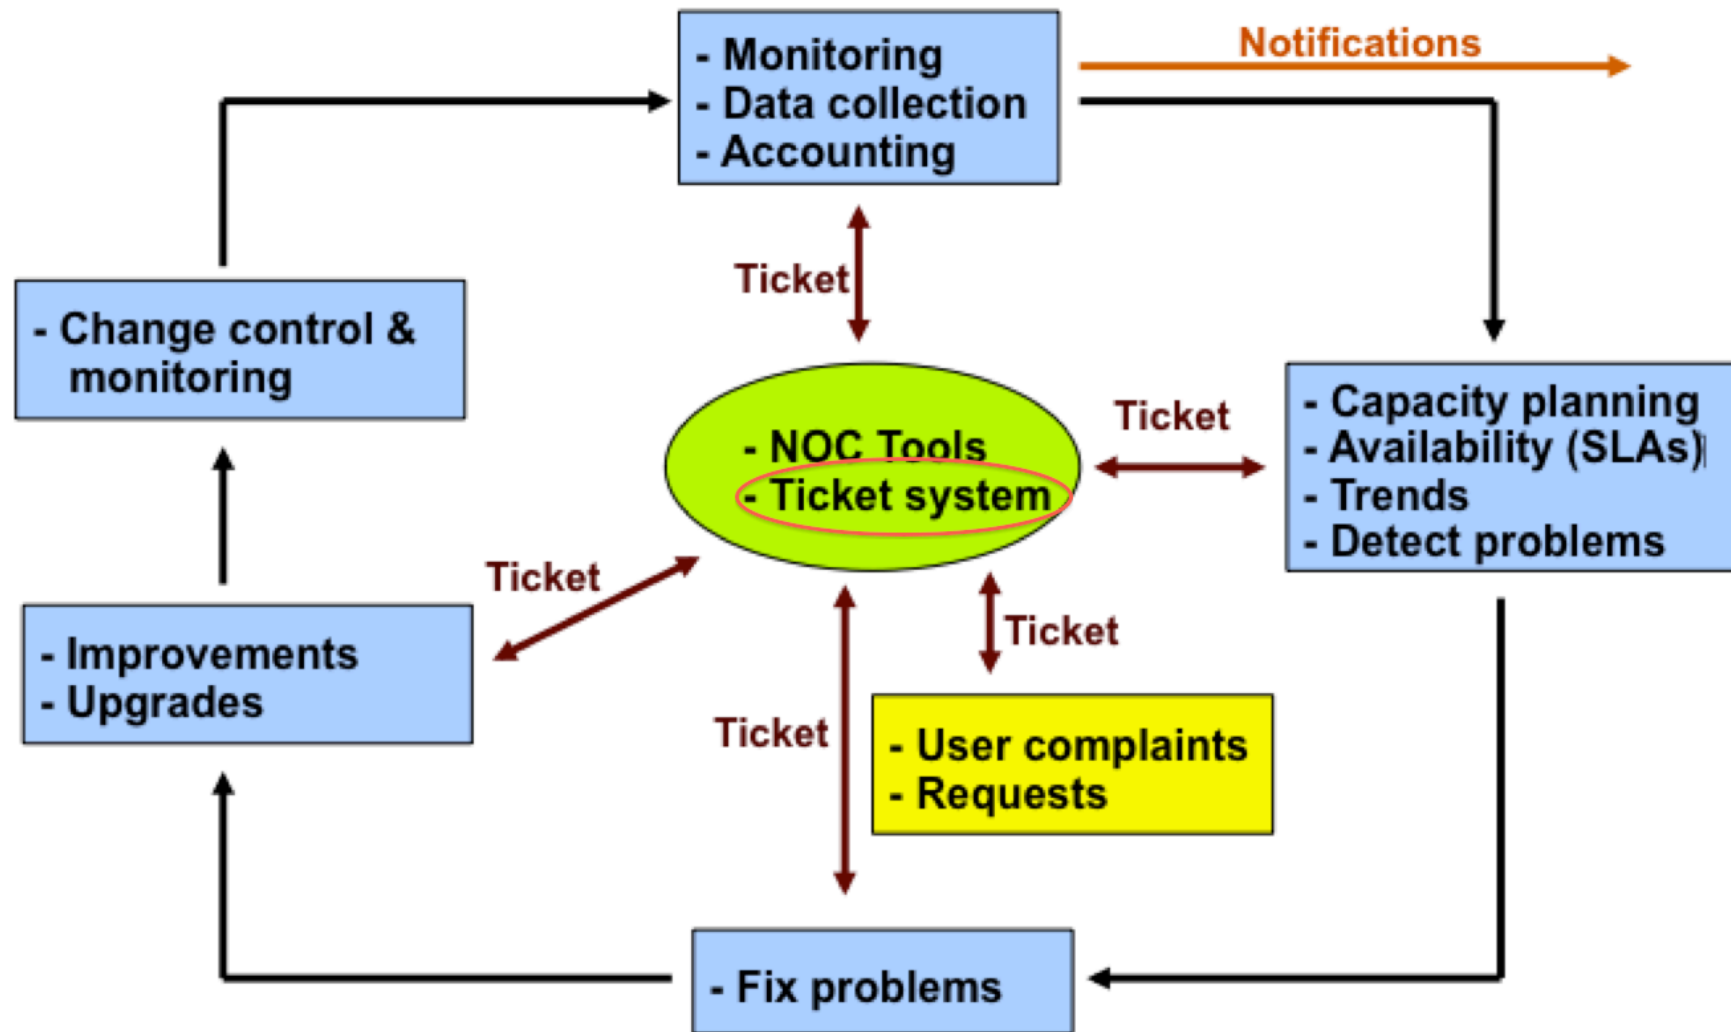 - Monitoring
- Data collection
- Accounting
Notifications
Ticket
- Change control &
monitoring
- NOC Tools
- Ticket system
Ticket
- Capacity planning
- Availability (SLAs)
- Trends
- Detect problems
Ticket
- Improvements
- Upgrades
Ticket
Ticket
- User complaints
- Requests
- Fix problems